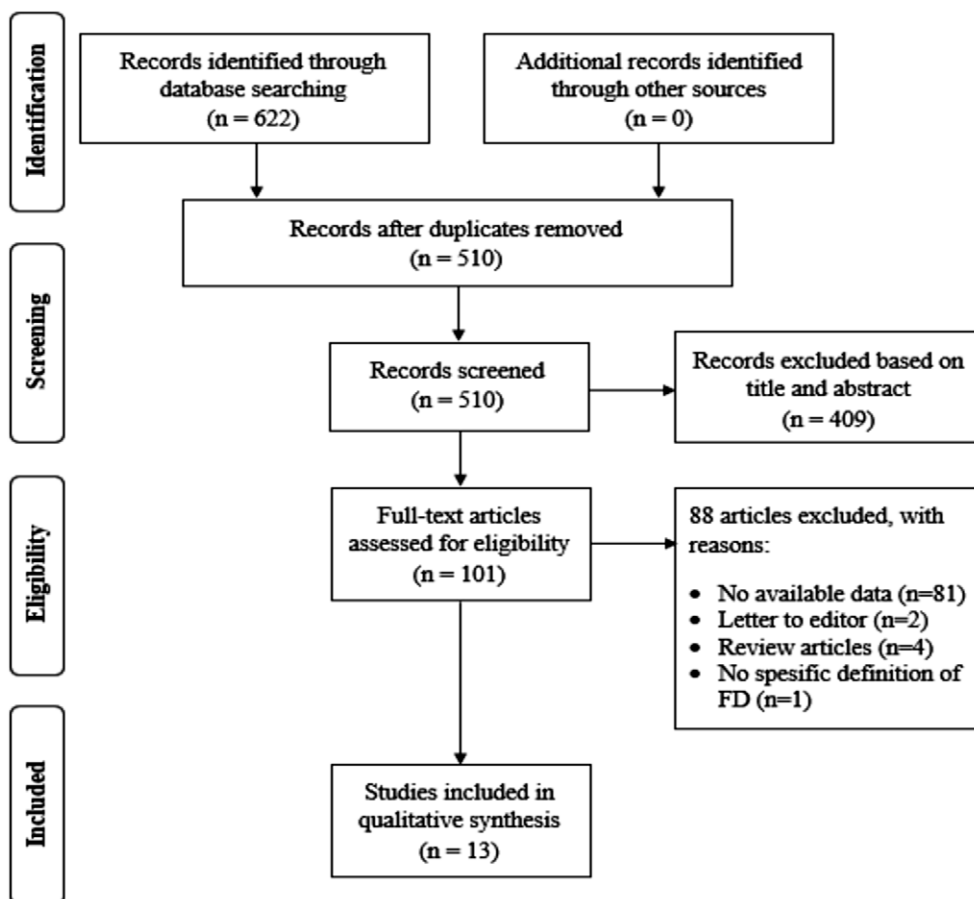 Identification
Records identified through
database searching
(n = 622)
Additional records identified
through other sources
(n = 0)
Records after duplicates removed
(n = 510)
Screening
Records screened
(n = 510)
Records excluded based on
title and abstract
(n = 409)
Eligibility
Full-text articles
assessed for eligibility
(n = 101)
88 articles excluded, with
reasons:
• No available data (n=81)
• Letter to editor (n=2)
• Review articles (n=4)
• No spesific definition of
FD (n=1)
Included
Studies included in
qualitative synthesis
(n = 13)